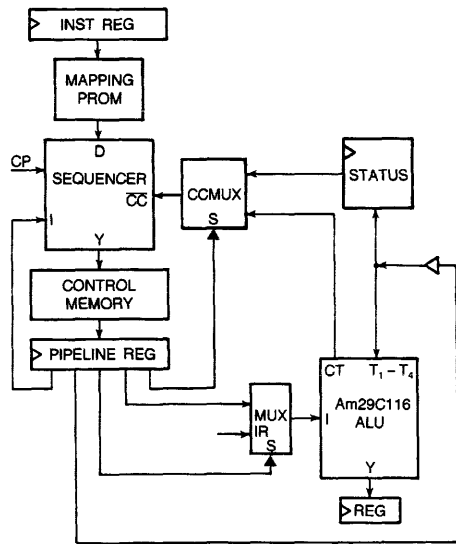 INST REG
MAPPING
PROM
D
CP
SEQUENCER
CC
I
Y
CCMUX
S
STATUS
CONTROL
MEMORY
PIPELINE REG
MUX
IR
S
CT T1 – T4
Am29C116
I
ALU
Y
REG